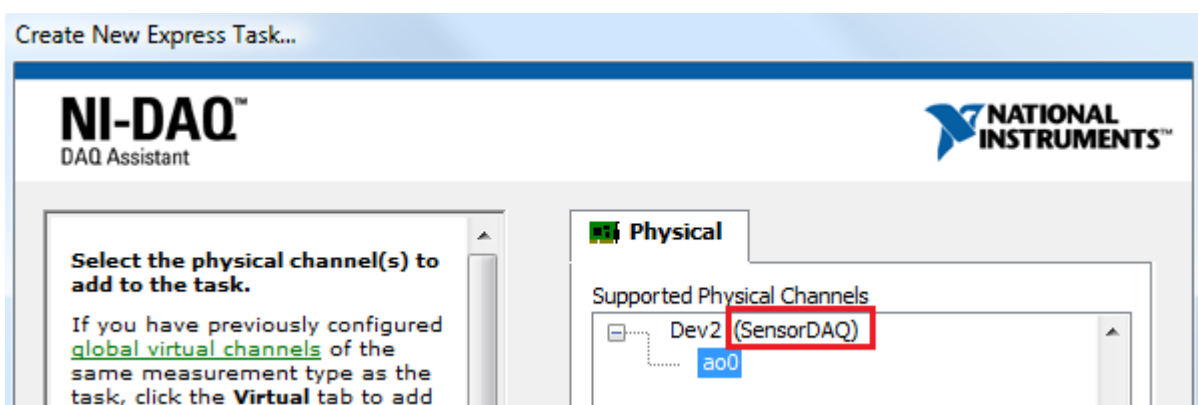 Create New Express Task...
NI-DAQ™
DAQ Assistant
NATIONAL
INSTRUMENTS™
Select the physical channel(s) to
add to the task.
If you have previously configured
global virtual channels of the
same measurement type as the
task, click the Virtual tab to add
Physical
Supported Physical Channels
Dev2 (SensorDAQ)
ao0